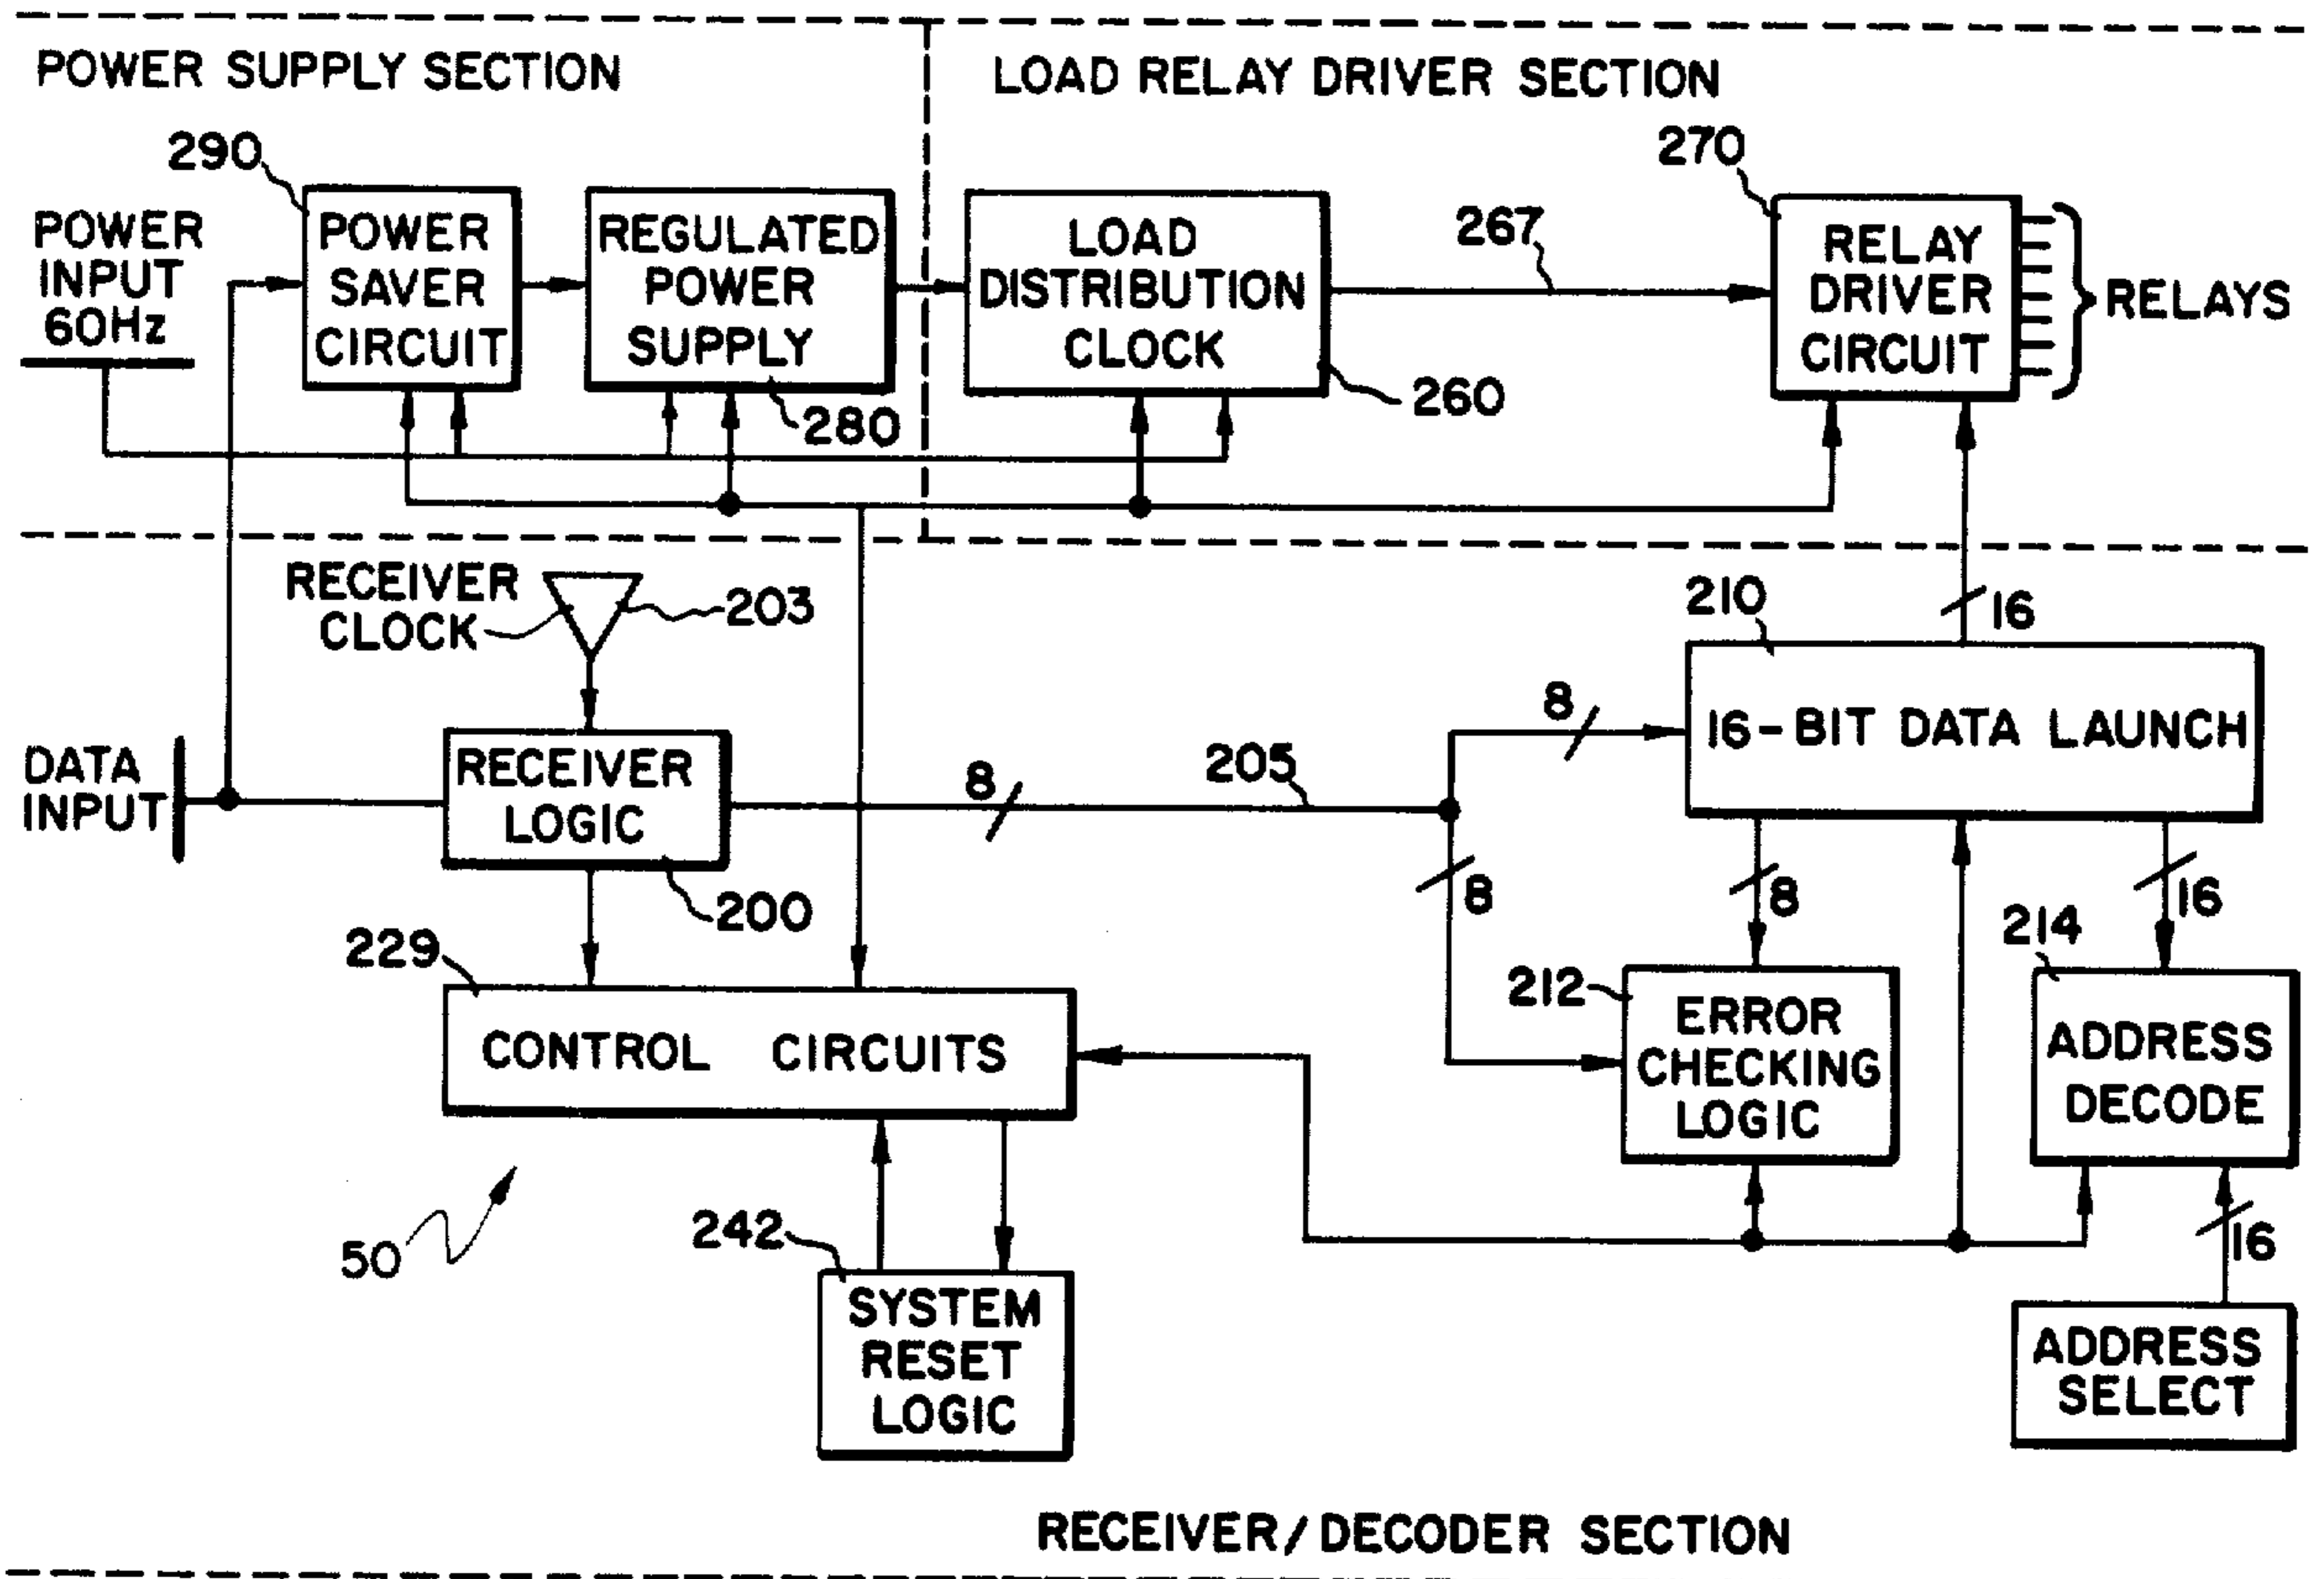 POWER SUPPLY SECTION
LOAD RELAY DRIVER SECTION
290
270
POWER
INPUT
60Hz
POWER
SAVER
CIRCUIT
REGULATED
POWER
SUPPLY
280
LOAD
DISTRIBUTION
CLOCK
260
267
RELAY
DRIVER
CIRCUIT
RELAYS
RECEIVER
CLOCK
203
210
16
DATA
INPUT
RECEIVER
LOGIC
200
8
205
8
16-BIT DATA LAUNCH
8
8
16
229
CONTROL CIRCUITS
212
ERROR
CHECKING
LOGIC
214
ADDRESS
DECODE
50
242
SYSTEM
RESET
LOGIC
16
ADDRESS
SELECT
RECEIVER/DECODER SECTION